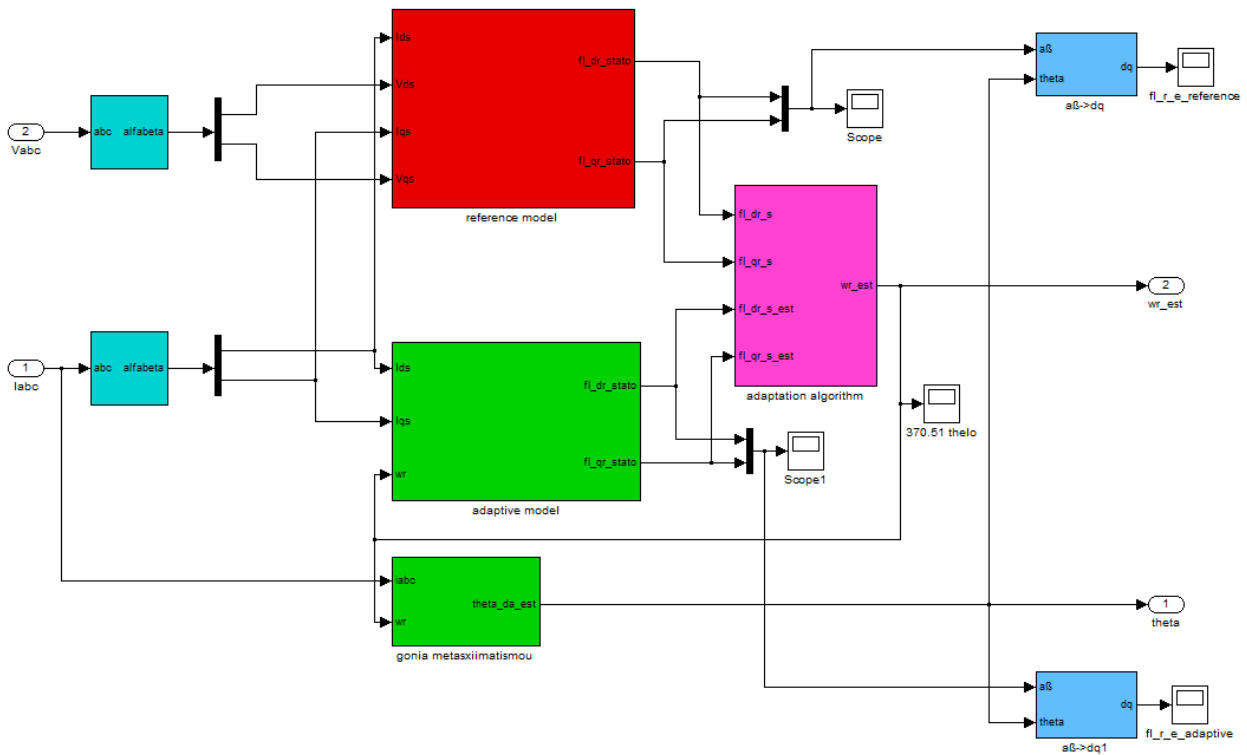 Ids
Vds
Iqs
Vqs
fl_dr_stato
fl_qr_stato
reference model
2
Vabc
abc
alfabeta
Scope
aß
theta
dq
aß->dq
fl_r_e_reference
fl_dr_s
fl_qr_s
fl_dr_s_est
fl_qr_s_est
wr_est
adaptation algorithm
2
wr_est
1
Iabc
abc
alfabeta
Ids
Iqs
wr
fl_dr_stato
fl_qr_stato
adaptive model
370.51 thelo
Scope1
iabc
wr
theta_da_est
gonia metasxiimatismou
1
theta
aß
theta
dq
aß->dq1
fl_r_e_adaptive